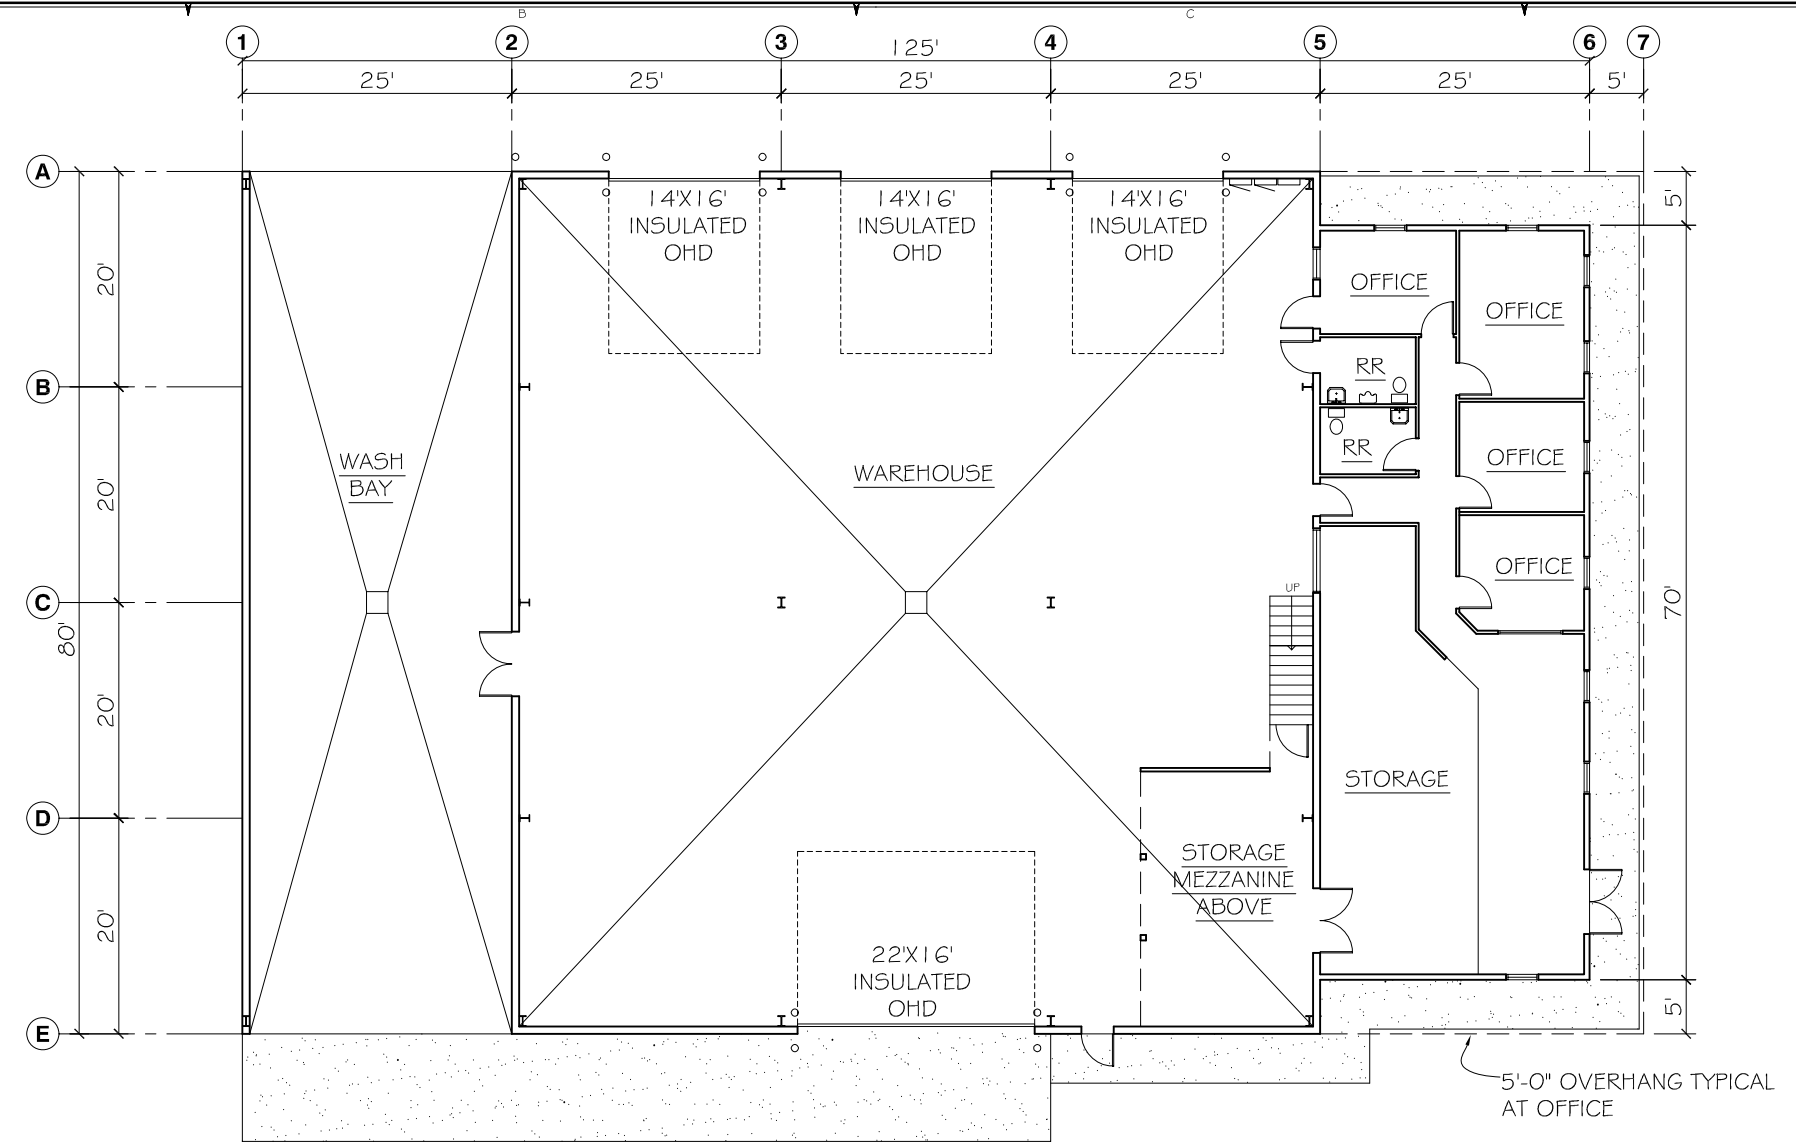 B
C
1
2
3
4
5
6
7
125'
25'
25'
25'
25'
25'
5'
A
B
C
D
E
20'
20'
20'
20'
80'
5'
70'
5'
14'X16'
INSULATED
OHD
14'X16'
INSULATED
OHD
14'X16'
INSULATED
OHD
OFFICE
OFFICE
RR
RR
OFFICE
OFFICE
WASH
BAY
WAREHOUSE
UP
STORAGE
STORAGE
MEZZANINE
ABOVE
22'X16'
INSULATED
OHD
5'-0" OVERHANG TYPICAL
AT OFFICE